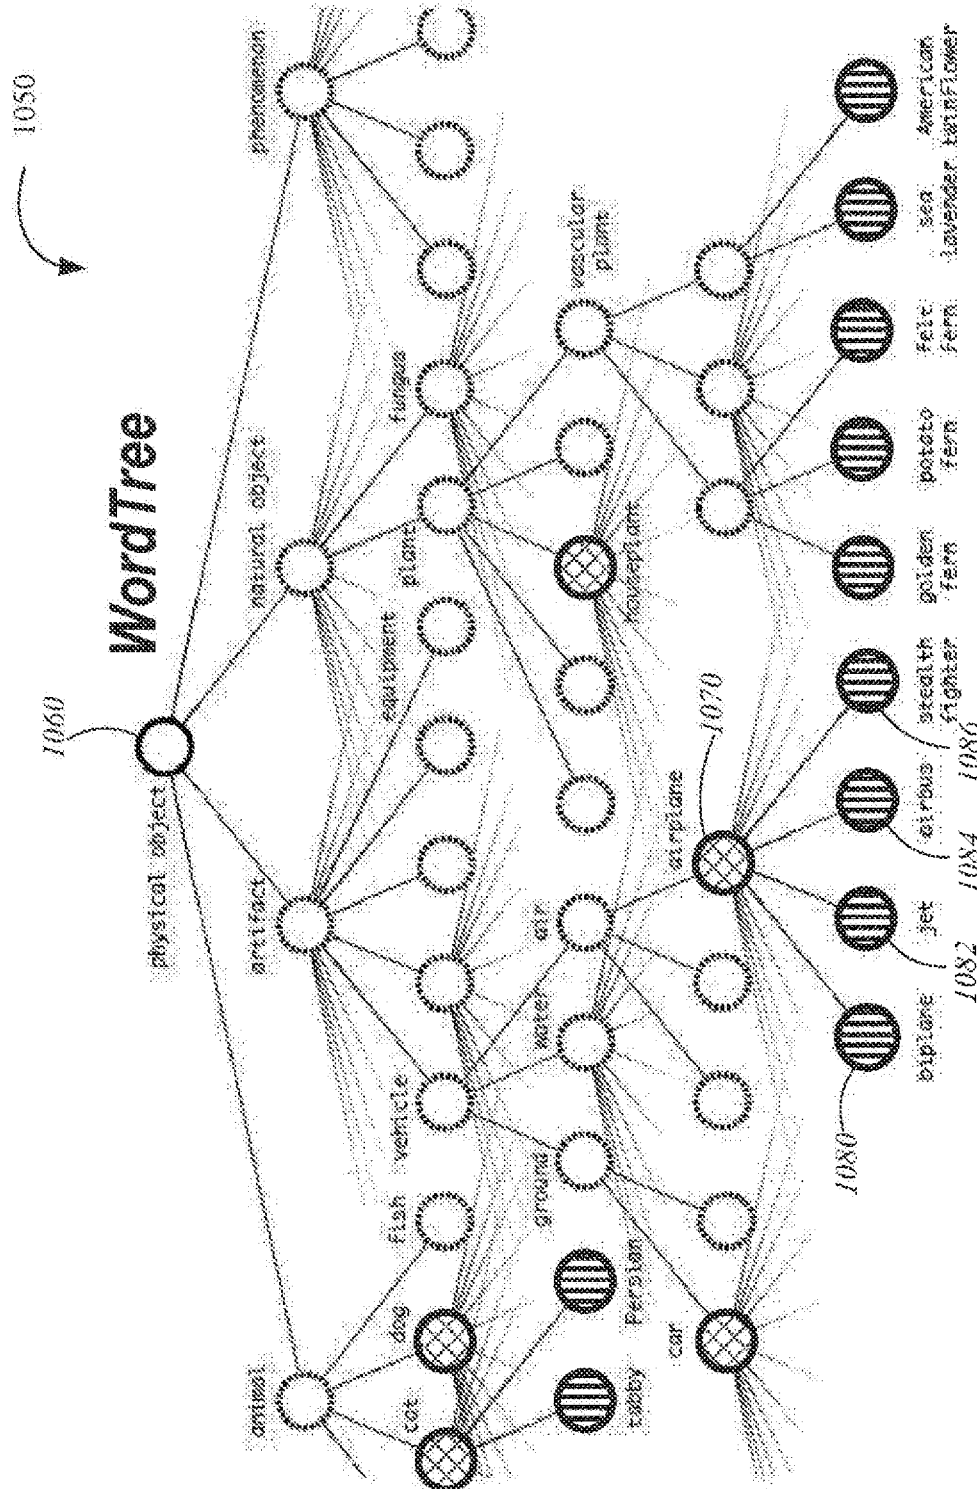 1050
WordTree
1060
physical object
animal
artifact
natural object
phenomenon
cat
dog
fish
vehicle
equipment
plant
fungus
tabby
Persian
ground
water
air
houseplant
vascular
plant
car
airplane
1070
biplane
jet
airbus
stealth
fighter
golden
fern
potato
fern
felt
fern
sea
lavender
American
twinflower
1080
1082
1084
1086